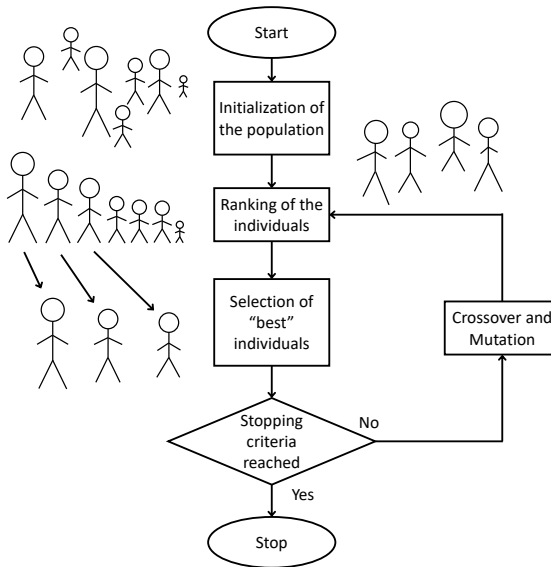 Start
Initialization of
the population
Ranking of the
individuals
Selection of
“best”
individuals
Crossover and
Mutation
Stopping
criteria
reached
No
Yes
Stop